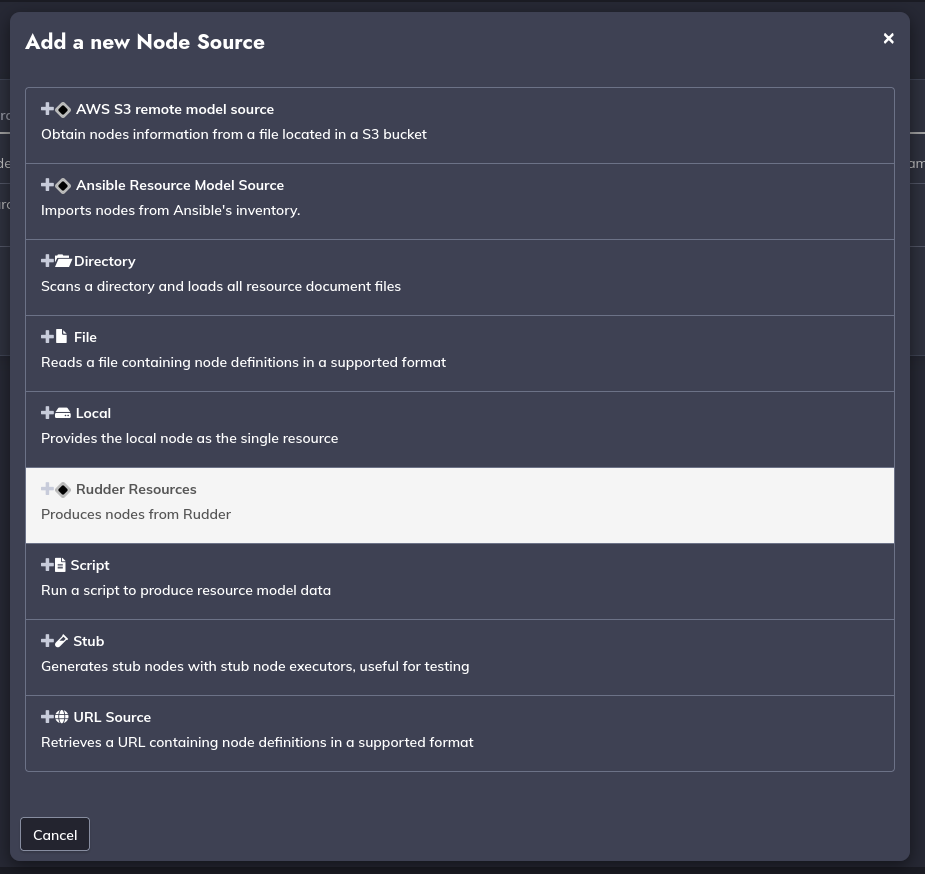 Add a new Node Source
AWS S3 remote model source
Obtain nodes information from a file located in a S3 bucket
Ansible Resource Model Source
Imports nodes from Ansible's inventory.
Directory
Scans a directory and loads all resource document files
File
Reads a file containing node definitions in a supported format
Local
Provides the local node as the single resource
Rudder Resources
Produces nodes from Rudder
Script
Run a script to produce resource model data
Stub
Generates stub nodes with stub node executors, useful for testing
URL Source
Retrieves a URL containing node definitions in a supported format
Cancel